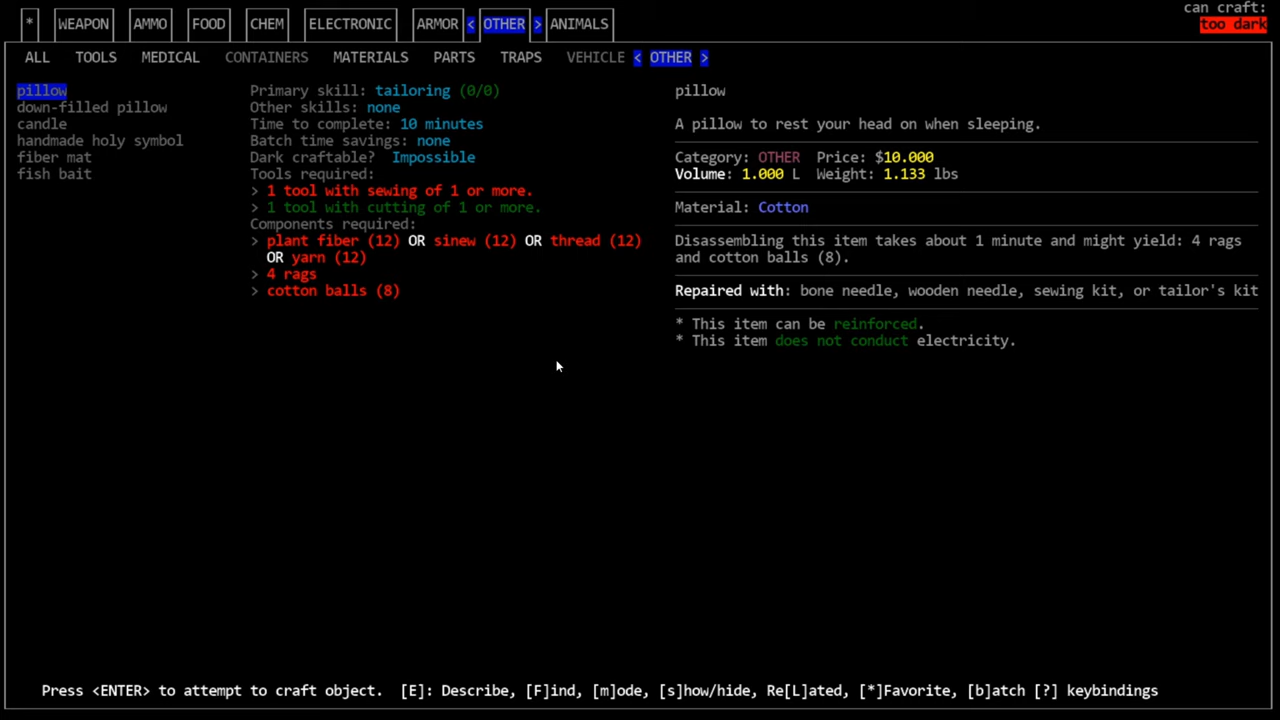 can craft:
* WEAPON AMMO FOOD CHEM ELECTRONIC ARMOR < OTHER > ANIMALS too dark
ALL TOOLS MEDICAL CONTAINERS MATERIALS PARTS TRAPS VEHICLE < OTHER >
pillow
down-filled pillow
candle
handmade holy symbol
fiber mat
fish bait
Primary skill: tailoring (0/0)
Other skills: none
Time to complete: 10 minutes
Batch time savings: none
Dark craftable? Impossible
Tools required:
> 1 tool with sewing of 1 or more.
> 1 tool with cutting of 1 or more.
Components required:
> plant fiber (12) OR sinew (12) OR thread (12)
OR yarn (12)
> 4 rags
> cotton balls (8)
pillow
A pillow to rest your head on when sleeping.
Category: OTHER Price: $10.000
Volume: 1.000 L Weight: 1.133 lbs
Material: Cotton
Disassembling this item takes about 1 minute and might yield: 4 rags
and cotton balls (8).
Repaired with: bone needle, wooden needle, sewing kit, or tailor's kit
* This item can be reinforced.
* This item does not conduct electricity.
Press <ENTER> to attempt to craft object. [E]: Describe, [F]ind, [m]ode, [s]how/hide, Re[L]ated, [*]Favorite, [b]atch [?] keybindings